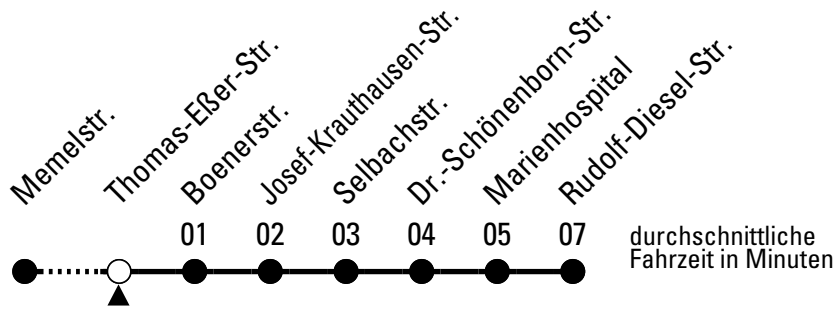 Memelstr.
Thomas-Eßer-Str.
Boenerstr.
Josef-Krauthausen-Str.
Selbachstr.
Dr.-Schönenborn-Str.
Marienhospital
Rudolf-Diesel-Str.
01 02 03 04 05 07
durchschnittliche
Fahrzeit in Minuten